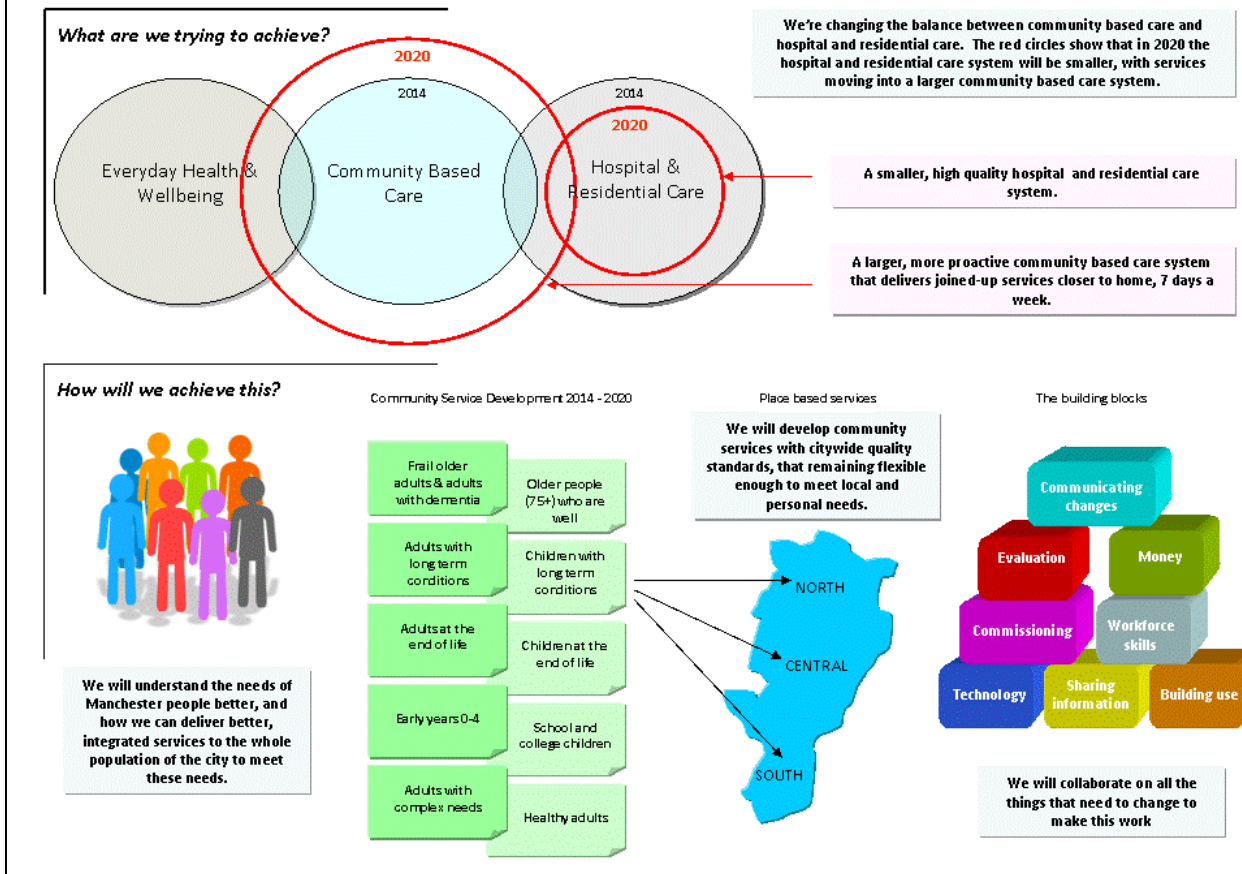 What are we trying to achieve?
2020
2014
2014
2020
Everyday Health &
Wellbeing
Community Based
Care
Hospital &
Residential Care
We're changing the balance between community based care and
hospital and residential care. The red circles show that in 2020 the
hospital and residential care system will be smaller, with services
moving into a larger community based care system.
A smaller, high quality hospital and residential care
system.
A larger, more proactive community based care system
that delivers joined-up services closer to home, 7 days a
week.
How will we achieve this?
We will understand the needs of
Manchester people better, and
how we can deliver better,
integrated services to the whole
population of the city to meet
these needs.
Community Service Development 2014 - 2020
Frail older
adults & adults
with dementia
Older people
(75+) who are
well
Adults with
long term
conditions
Children with
long term
conditions
Adults at the
end of life
Children at the
end of life
Early years 0-4
School and
college children
Adults with
complex needs
Healthy adults
Place based services
We will develop community
services with citywide quality
standards, that remaining flexible
enough to meet local and
personal needs.
NORTH
CENTRAL
SOUTH
The building blocks
Communicating
changes
Evaluation
Money
Commissioning
Workforce
skills
Technology
Sharing
information
Building use
We will collaborate on all the
things that need to change to
make this work